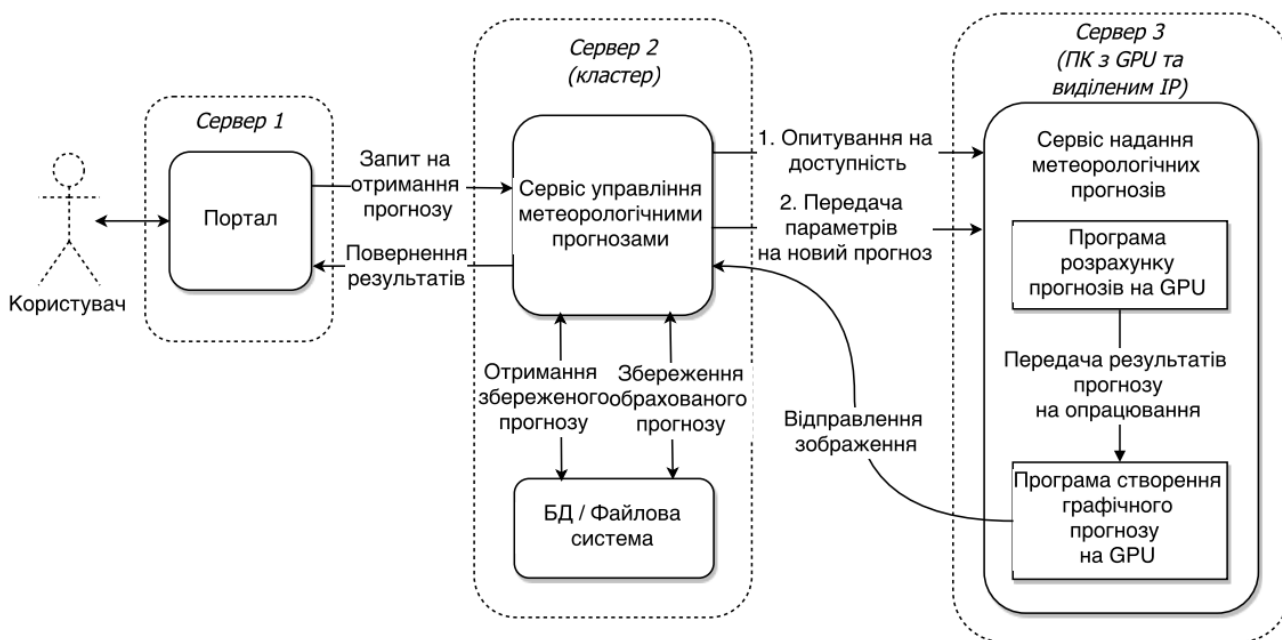 Користувач
Сервер 1
Портал
Запит на
отримання
прогнозу
Повернення
результатів
Сервер 2
(кластер)
Сервіс управління
метеорологічними
прогнозами
Отримання
збереженого
прогнозу
Збереження
обрахованого
прогнозу
БД / Файлова
система
1. Опитування на
доступність
2. Передача
параметрів
на новий прогноз
Відправлення
зображення
Сервер 3
(ПК з GPU та
виділеним IP)
Сервіс надання
метеорологічних
прогнозів
Програма
розрахунку
прогнозів на GPU
Передача результатів
прогнозу
на опрацювання
Програма створення
графічного
прогнозу
на GPU